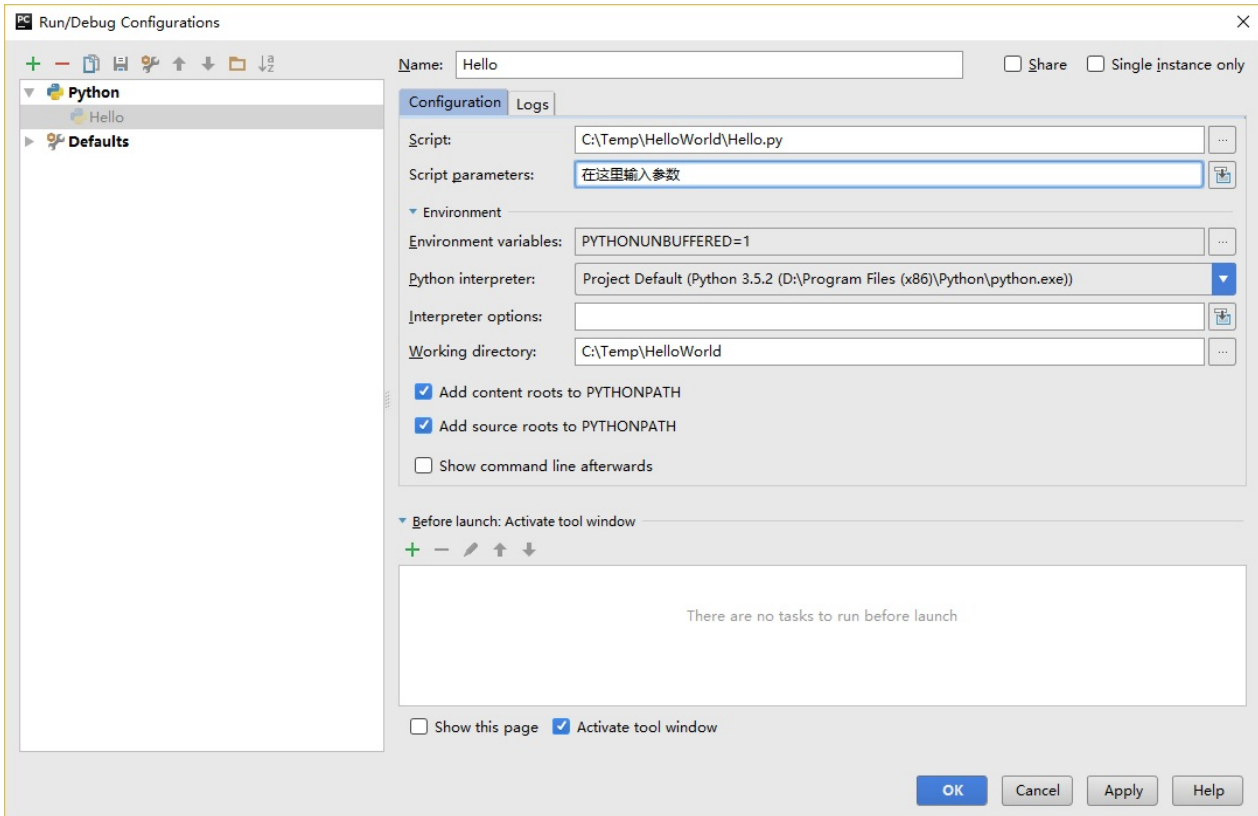 PC Run/Debug Configurations
Name: Hello
Share
Single instance only
Python
Hello
Defaults
Configuration
Logs
Script: C:\Temp\HelloWorld\Hello.py
...
Script parameters: 在这里输入参数
Environment
Environment variables: PYTHONUNBUFFERED=1
...
Python interpreter: Project Default (Python 3.5.2 (D:\Program Files (x86)\Python\python.exe))
Interpreter options:
Working directory: C:\Temp\HelloWorld
...
Add content roots to PYTHONPATH
Add source roots to PYTHONPATH
Show command line afterwards
Before launch: Activate tool window
There are no tasks to run before launch
Show this page
Activate tool window
OK
Cancel
Apply
Help